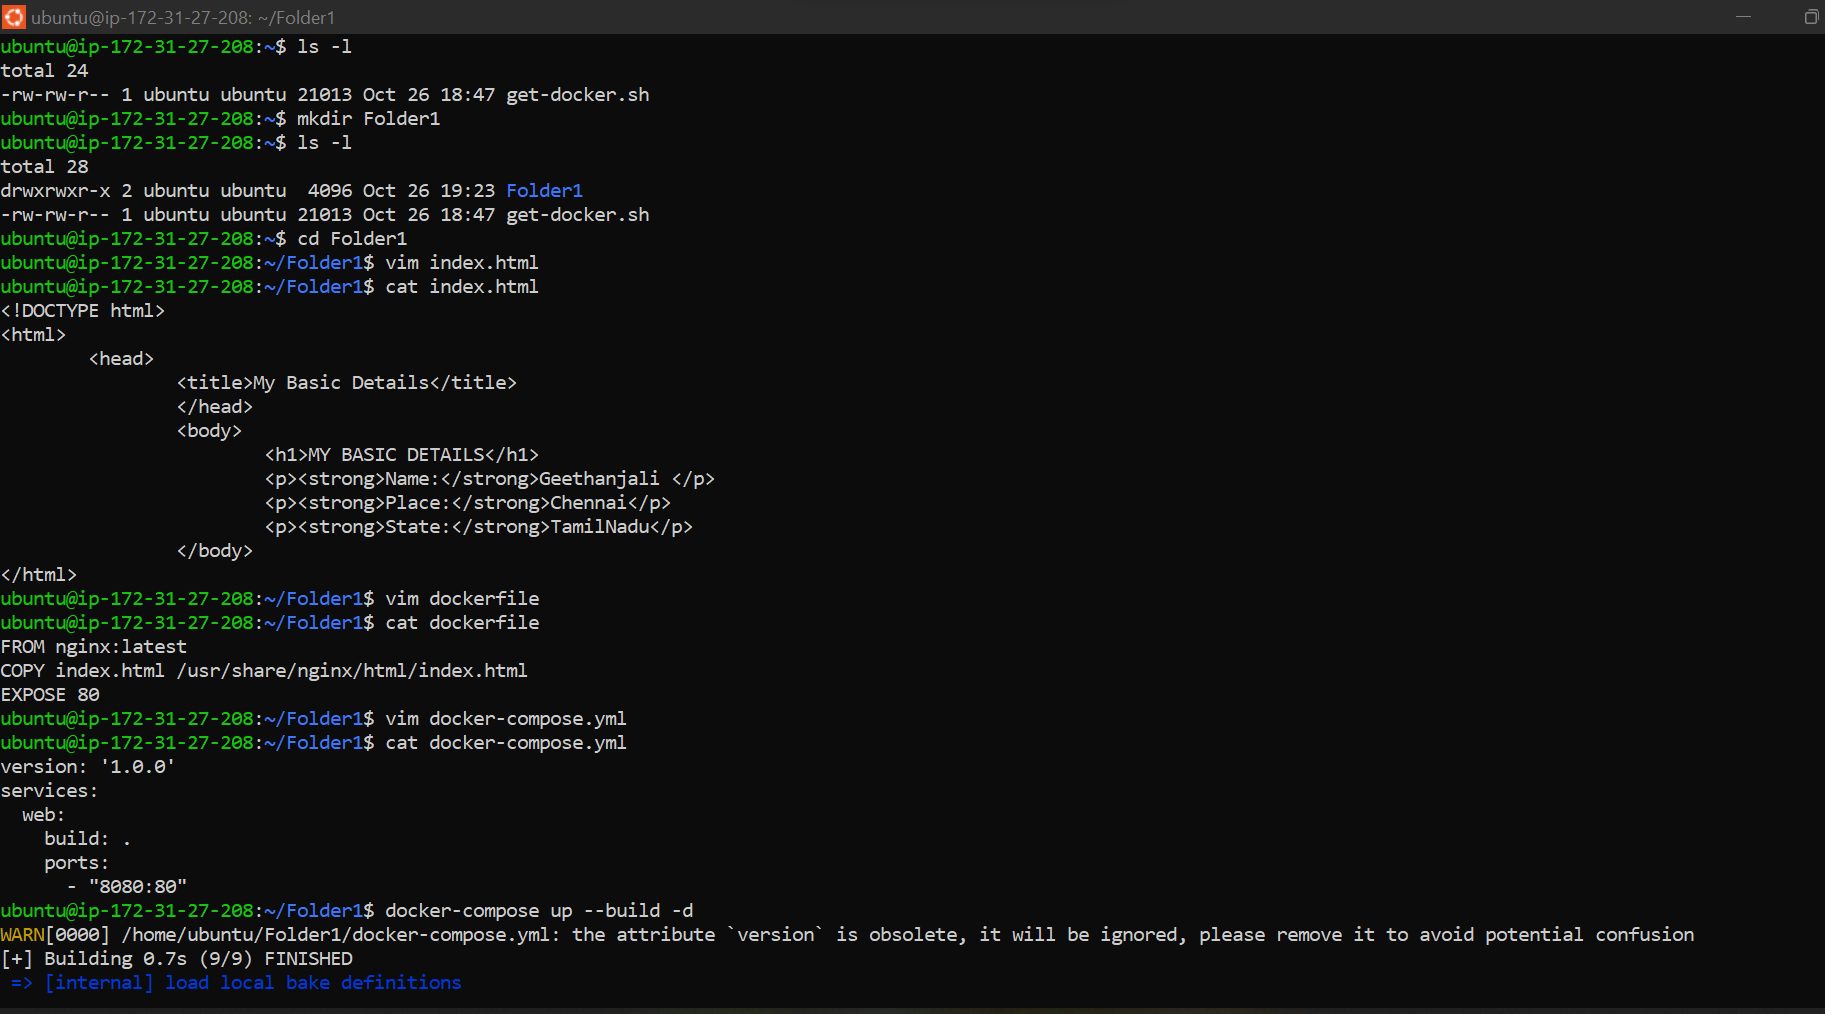 ubuntu@ip-172-31-27-208: ~/Folder1
ubuntu@ip-172-31-27-208:~$ ls -l
total 24
-rw-rw-r-- 1 ubuntu ubuntu 21013 Oct 26 18:47 get-docker.sh
ubuntu@ip-172-31-27-208:~$ mkdir Folder1
ubuntu@ip-172-31-27-208:~$ ls -l
total 28
drwxrwxr-x 2 ubuntu ubuntu  4096 Oct 26 19:23 Folder1
-rw-rw-r-- 1 ubuntu ubuntu 21013 Oct 26 18:47 get-docker.sh
ubuntu@ip-172-31-27-208:~$ cd Folder1
ubuntu@ip-172-31-27-208:~/Folder1$ vim index.html
ubuntu@ip-172-31-27-208:~/Folder1$ cat index.html
<!DOCTYPE html>
<html>
        <head>
                <title>My Basic Details</title>
                </head>
                <body>
                        <h1>MY BASIC DETAILS</h1>
                        <p><strong>Name:</strong>Geethanjali </p>
                        <p><strong>Place:</strong>Chennai</p>
                        <p><strong>State:</strong>TamilNadu</p>
                </body>
</html>
ubuntu@ip-172-31-27-208:~/Folder1$ vim dockerfile
ubuntu@ip-172-31-27-208:~/Folder1$ cat dockerfile
FROM nginx:latest
COPY index.html /usr/share/nginx/html/index.html
EXPOSE 80
ubuntu@ip-172-31-27-208:~/Folder1$ vim docker-compose.yml
ubuntu@ip-172-31-27-208:~/Folder1$ cat docker-compose.yml
version: '1.0.0'
services:
  web:
    build: .
    ports:
      - "8080:80"
ubuntu@ip-172-31-27-208:~/Folder1$ docker-compose up --build -d
WARN[0000] /home/ubuntu/Folder1/docker-compose.yml: the attribute `version` is obsolete, it will be ignored, please remove it to avoid potential confusion
[+] Building 0.7s (9/9) FINISHED
 => [internal] load local bake definitions